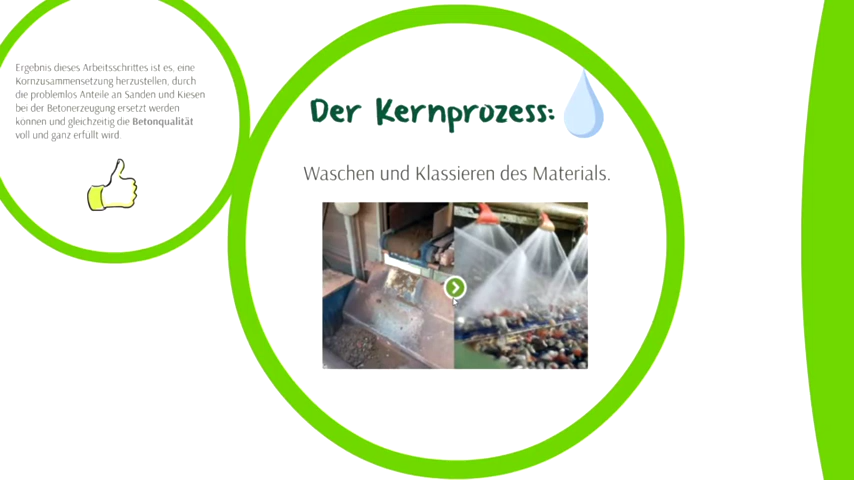 Ergebnis dieses Arbeitsschrittes ist es, eine
Kornzusammensetzung herzustellen, durch
die problemlos Anteile an Sanden und Kiesen
bei der Betonerzeugung ersetzt werden
können und gleichzeitig die Betonqualität
voll und ganz erfüllt wird.
Der Kernprozess:
Waschen und Klassieren des Materials.